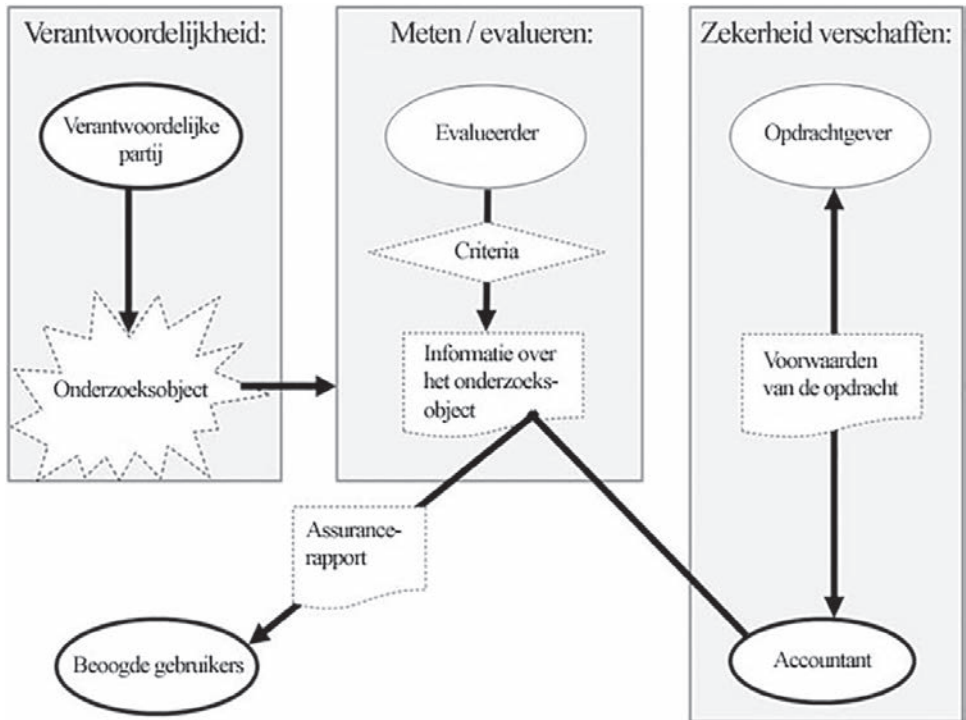 Verantwoordelijkheid:
Verantwoordelijke
partij
Onderzoeksobject
Meten / evalueren:
Evalueerder
Criteria
Informatie over
het onderzoeks-
object
Zekerheid verschaffen:
Opdrachtgever
Voorwaarden
van de opdracht
Accountant
Assurance-
rapport
Beoogde gebruikers